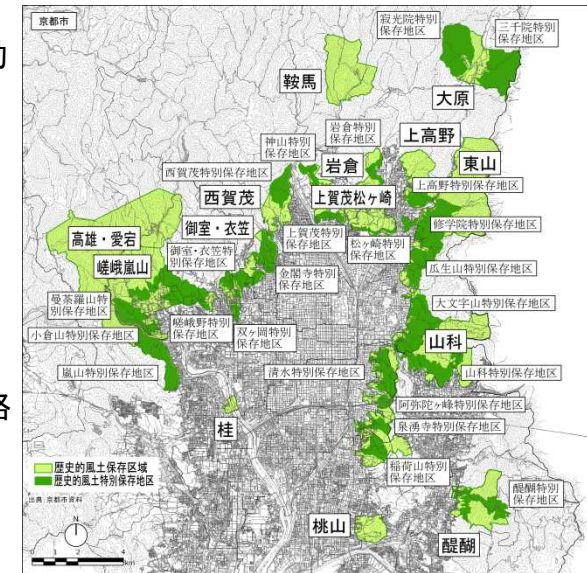 京都市
寂光院特別
保存地区
三千院特別
保存地区
鞍馬
大原
岩倉特別
保存地区
神山特別
保存地区
岩倉
上高野
東山
西賀茂特別保存地区
西賀茂
上賀茂松ヶ崎
上高野特別
保存地区
御室・衣笠
修学院特別
保存地区
高雄・愛宕
御室・衣笠特
別保存地区
上賀茂特別
保存地区
松ヶ崎特別
保存地区
嵯峨嵐山
金閣寺特別
保存地区
瓜生山特別
保存地区
曼荼羅山特
別保存地区
大文字山特別
保存地区
小倉山特別保存地区
嵯峨野特別
保存地区
双ヶ岡特別
保存地区
山科
嵐山特別保存地区
清水特別保存地区
山科特別保存地区
阿弥陀ヶ峰特別保存地区
桂
泉湧寺特別保存地区
稲荷山特別
保存地区
歴史的風土保存区域
歴史的風土特別保存地区
出典:京都市資料
醍醐特別
保存地区
N
桃山
醍醐
0 1 2 4
km